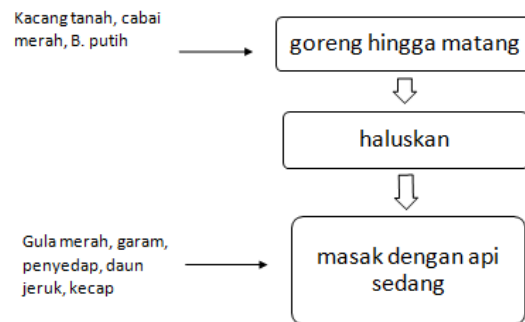 Kacang tanah, cabai
merah, B. putih
goreng hingga matang
haluskan
Gula merah, garam,
penyedap, daun
jeruk, kecap
masak dengan api
sedang